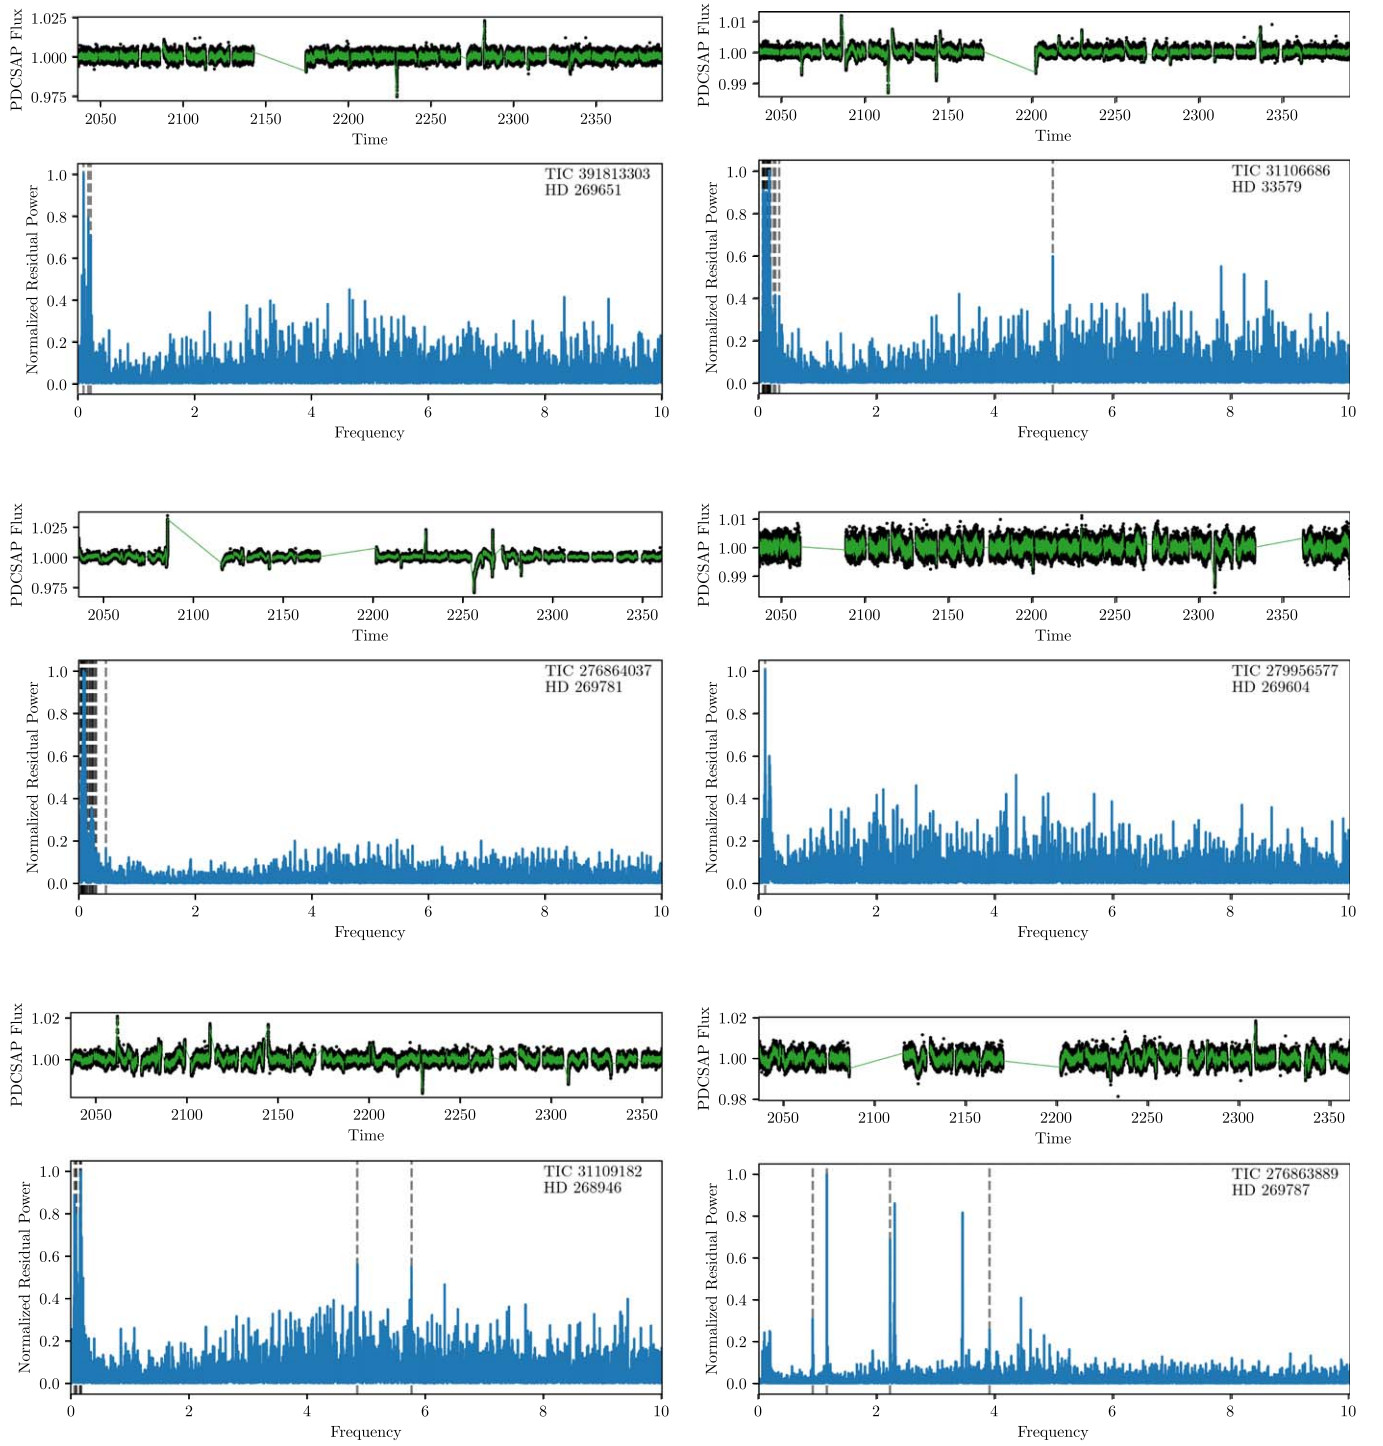 PDCSAP Flux
1.025
1.000
0.975
2050 2100 2150 2200 2250 2300 2350
Time
Normalized Residual Power
1.0
0.8
0.6
0.4
0.2
0.0
TIC 391813303
HD 269651
0 2 4 6 8 10
Frequency
PDCSAP Flux
1.01
1.00
0.99
2050 2100 2150 2200 2250 2300 2350
Time
Normalized Residual Power
1.0
0.8
0.6
0.4
0.2
0.0
TIC 31106686
HD 33579
0 2 4 6 8 10
Frequency
PDCSAP Flux
1.025
1.000
0.975
2050 2100 2150 2200 2250 2300 2350
Time
Normalized Residual Power
1.0
0.8
0.6
0.4
0.2
0.0
TIC 276864037
HD 269781
0 2 4 6 8 10
Frequency
PDCSAP Flux
1.01
1.00
0.99
2050 2100 2150 2200 2250 2300 2350
Time
Normalized Residual Power
1.0
0.8
0.6
0.4
0.2
0.0
TIC 279956577
HD 269604
0 2 4 6 8 10
Frequency
PDCSAP Flux
1.02
1.00
2050 2100 2150 2200 2250 2300 2350
Time
Normalized Residual Power
1.0
0.8
0.6
0.4
0.2
0.0
TIC 31109182
HD 268946
0 2 4 6 8 10
Frequency
PDCSAP Flux
1.02
1.00
0.98
2050 2100 2150 2200 2250 2300 2350
Time
Normalized Residual Power
1.0
0.8
0.6
0.4
0.2
0.0
TIC 276863889
HD 269787
0 2 4 6 8 10
Frequency